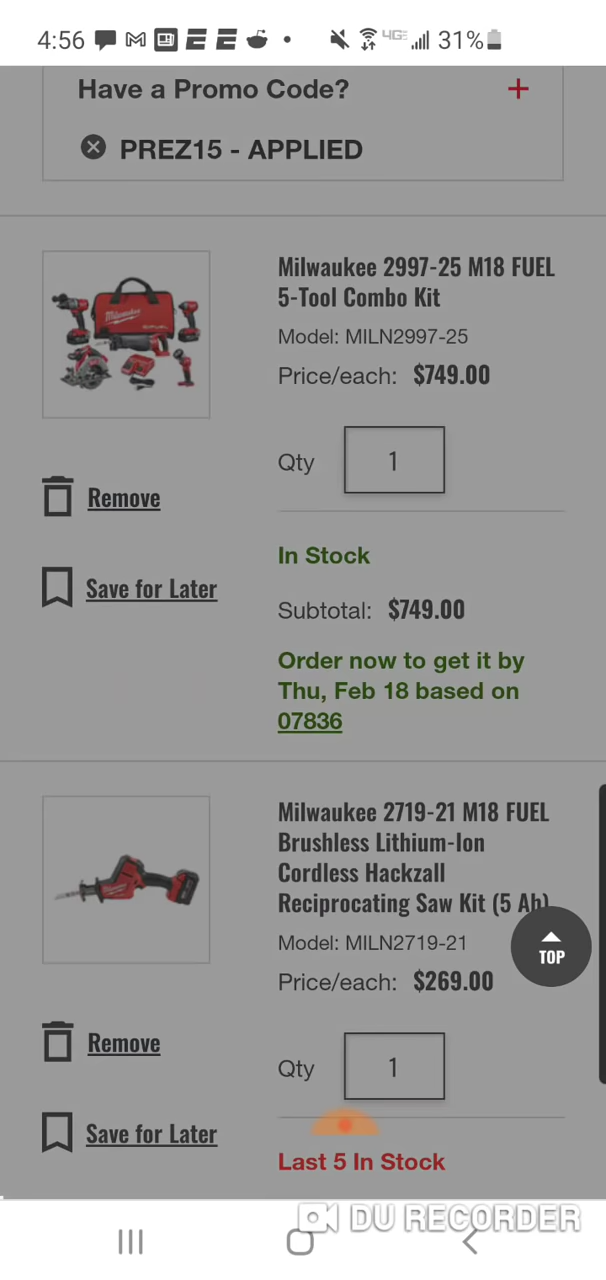 4:56
4GE
31%
Have a Promo Code?
+
PREZ15 - APPLIED
Milwaukee 2997-25 M18 FUEL
5-Tool Combo Kit
Model: MILN2997-25
Price/each: $749.00
Qty 1
Remove
In Stock
Save for Later
Subtotal: $749.00
Order now to get it by
Thu, Feb 18 based on
07836
Milwaukee 2719-21 M18 FUEL
Brushless Lithium-Ion
Cordless Hackzall
Reciprocating Saw Kit (5 Ah)
Model: MILN2719-21
TOP
Price/each: $269.00
Qty 1
Remove
Save for Later
Last 5 In Stock
DU RECORDER